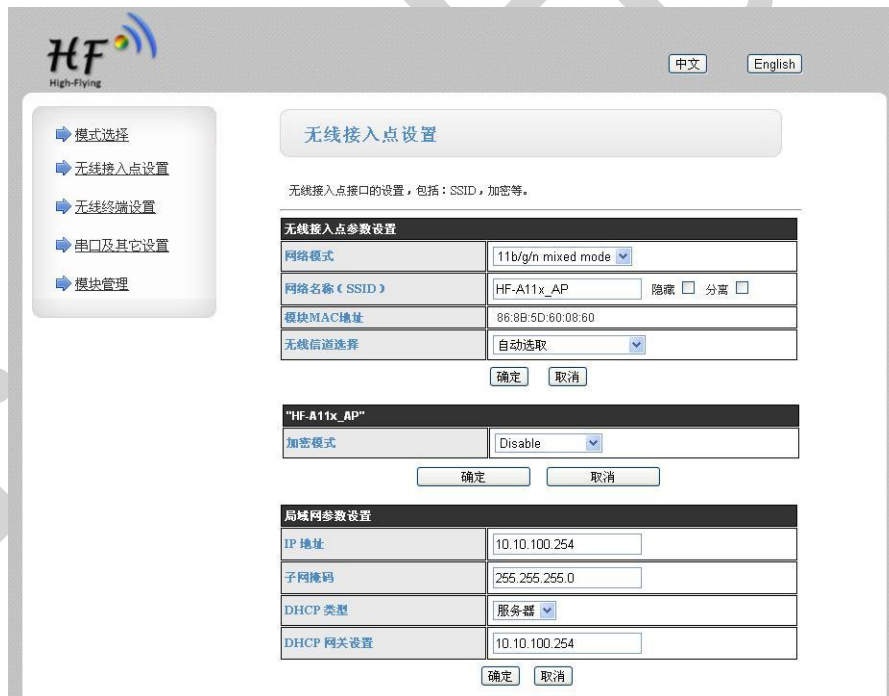 HF
High-Flying
中文 English
模式选择
无线接入点设置
无线终端设置
串口及其它设置
模块管理
无线接入点设置
无线接入点接口的设置，包括：SSID，加密等。
无线接入点参数设置
网络模式 11b/g/n mixed mode
网络名称（SSID） HF-A11x_AP 隐藏 分离
模块MAC地址 86:8B:5D:60:08:60
无线信道选择 自动选取
确定 取消
"HF-A11x_AP"
加密模式 Disable
确定 取消
局域网参数设置
IP 地址 10.10.100.254
子网掩码 255.255.255.0
DHCP 类型 服务器
DHCP 网关设置 10.10.100.254
确定 取消